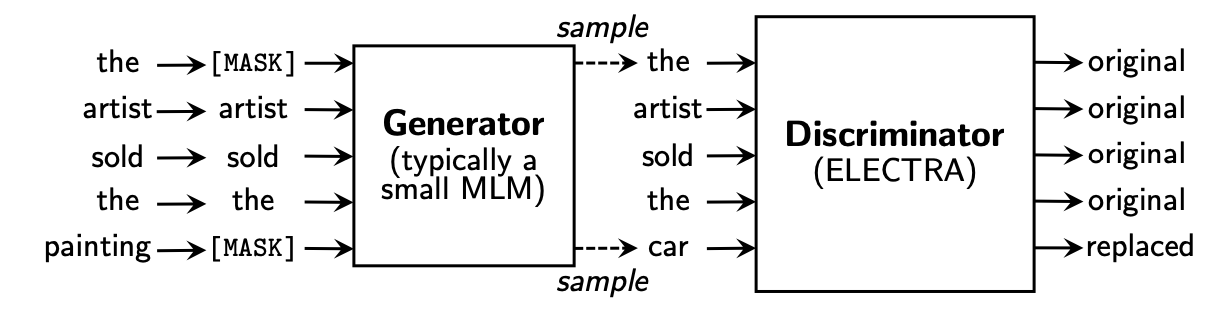 sample
the [MASK] the original
artist artist artist original
sold sold sold original
the the the original
painting [MASK] car replaced
Generator
(typically a
small MLM)
Discriminator
(ELECTRA)
sample